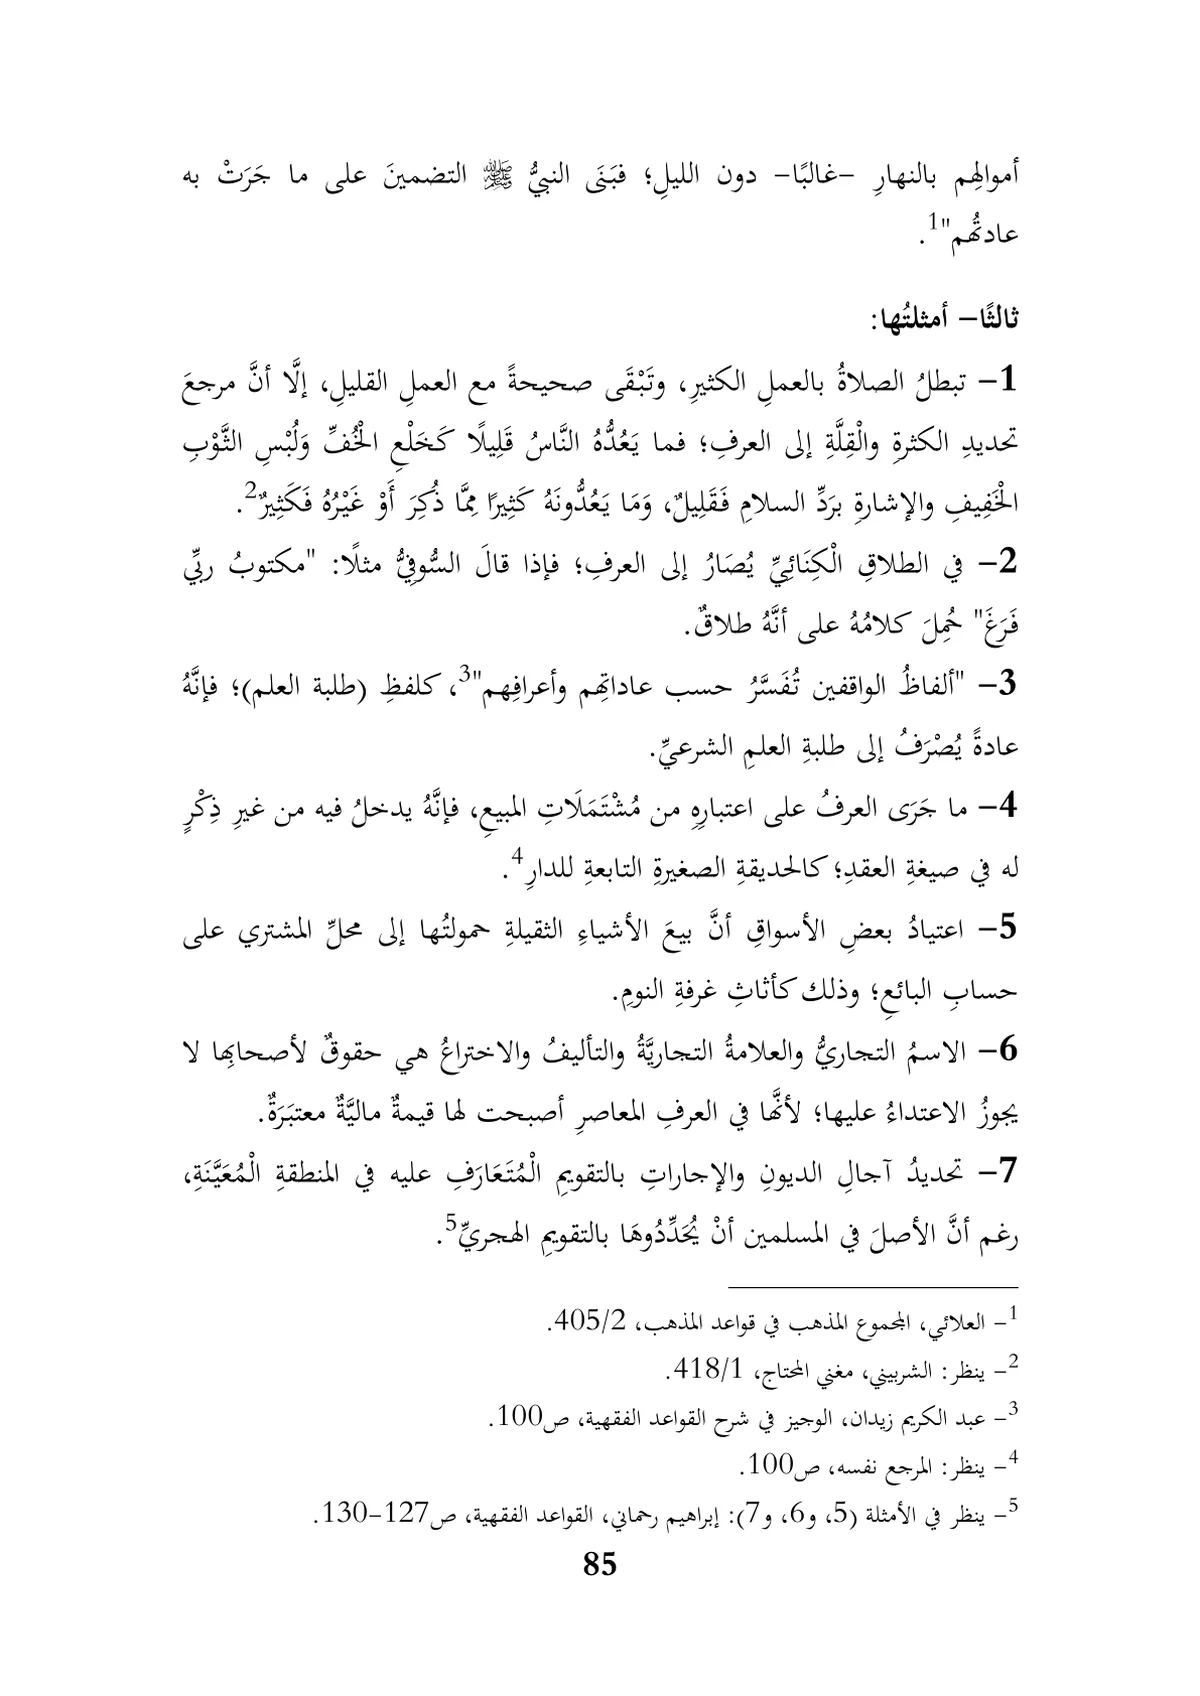 أموالِهم بالنهارِ -غالبًا- دون الليلِ؛ فبَنَى النبيُّ ﷺ التضمينَ على ما جَرَتْ به
عادتُهم"1.
ثالثًا- أمثلتُها:
1- تبطلُ الصلاةُ بالعملِ الكثيرِ، وتَبْقَى صحيحةً مع العملِ القليلِ، إلَّا أنَّ مرجعَ
تحديدِ الكثرةِ والْقِلَّةِ إلى العرفِ؛ فما يَعُدُّهُ النَّاسُ قَلِيلًا كَخَلْعِ الْخُفِّ وَلُبْسِ الثَّوْبِ
الْخَفِيفِ والإشارةِ برَدِّ السلامِ فَقَلِيلٌ، وَمَا يَعُدُّونَهُ كَثِيرًا مِمَّا ذُكِرَ أَوْ غَيْرُهُ فَكَثِيرٌ2.
2- في الطلاقِ الْكِنَائِيِّ يُصَارُ إلى العرفِ؛ فإذا قالَ السُّوفِيُّ مثلًا: "مكتوبُ ربِّي
فَرَغَ" حُمِلَ كلامُهُ على أنَّهُ طلاقٌ.
3- "ألفاظُ الواقفين تُفَسَّرُ حسب عاداتِهم وأعرافِهم"3، كلفظِ (طلبة العلم)؛ فإنَّهُ
عادةً يُصْرَفُ إلى طلبةِ العلمِ الشرعيِّ.
4- ما جَرَى العرفُ على اعتبارِهِ من مُشْتَمَلَاتِ المبيعِ، فإنَّهُ يدخلُ فيه من غيرِ ذِكْرٍ
له في صيغةِ العقدِ؛ كالحديقةِ الصغيرةِ التابعةِ للدارِ4.
5- اعتيادُ بعضِ الأسواقِ أنَّ بيعَ الأشياءِ الثقيلةِ حمولتُها إلى محلِّ المشتري على
حسابِ البائعِ؛ وذلك كأثاثِ غرفةِ النومِ.
6- الاسمُ التجاريُّ والعلامةُ التجاريَّةُ والتأليفُ والاختراعُ هي حقوقٌ لأصحابِها لا
يجوزُ الاعتداءُ عليها؛ لأنَّها في العرفِ المعاصرِ أصبحت لها قيمةٌ ماليَّةٌ معتبَرَةٌ.
7- تحديدُ آجالِ الديونِ والإجاراتِ بالتقويمِ الْمُتَعَارَفِ عليه في المنطقةِ الْمُعَيَّنَةِ،
رغم أنَّ الأصلَ في المسلمين أنْ يُحَدِّدُوهَا بالتقويمِ الهجريِّ5.
1- العلائي، المجموع المذهب في قواعد المذهب، 405/2.
2- ينظر: الشربيني، مغني المحتاج، 418/1.
3- عبد الكريم زيدان، الوجيز في شرح القواعد الفقهية، ص100.
4- ينظر: المرجع نفسه، ص100.
5- ينظر في الأمثلة (5، و6، و7): إبراهيم رحماني، القواعد الفقهية، ص127-130.
85